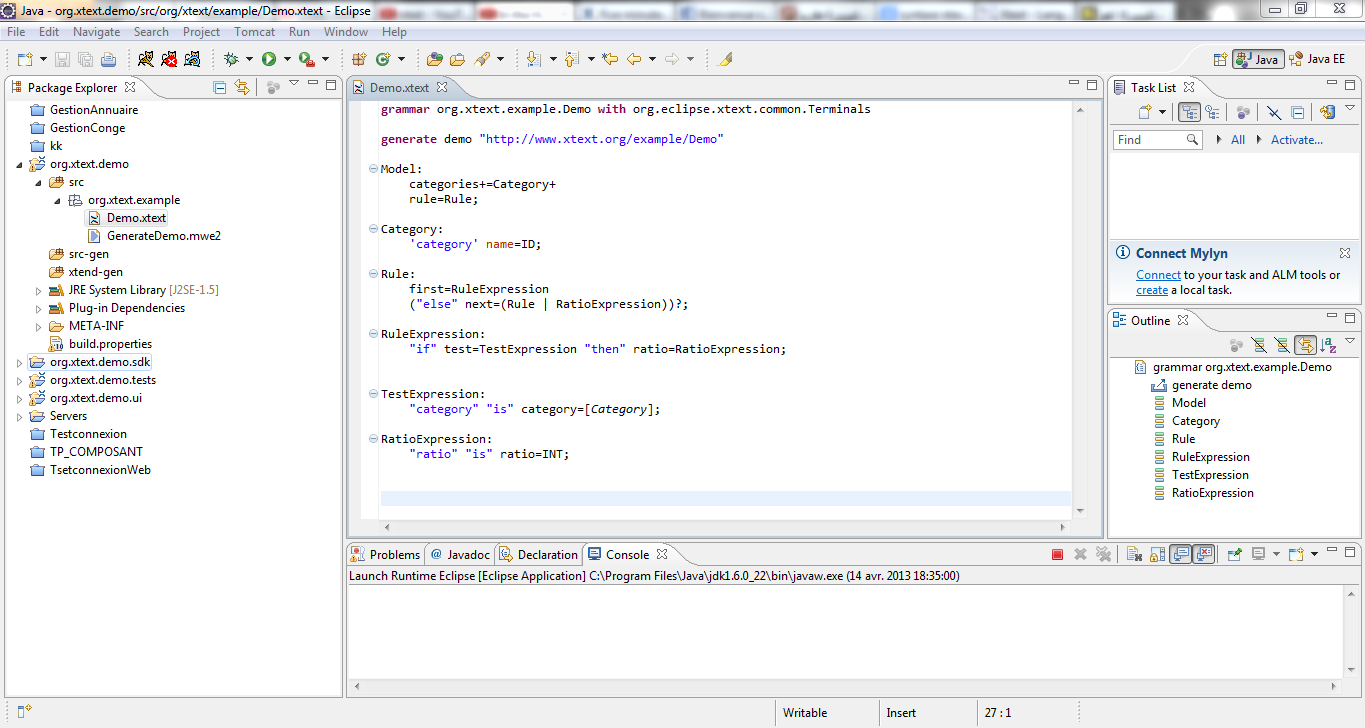 Java - org.xtext.demo/src/org/xtext/example/Demo.xtext - Eclipse
File Edit Navigate Search Project Tomcat Run Window Help
Java Java EE
Package Explorer
GestionAnnuaire
GestionConge
kk
org.xtext.demo
src
org.xtext.example
Demo.xtext
GenerateDemo.mwe2
src-gen
xtend-gen
JRE System Library [J2SE-1.5]
Plug-in Dependencies
META-INF
build.properties
org.xtext.demo.sdk
org.xtext.demo.tests
org.xtext.demo.ui
Servers
Testconnexion
TP_COMPOSANT
TsetconnexionWeb
Demo.xtext
grammar org.xtext.example.Demo with org.eclipse.xtext.common.Terminals
generate demo "http://www.xtext.org/example/Demo"
Model:
categories+=Category+
rule=Rule;
Category:
'category' name=ID;
Rule:
first=RuleExpression
("else" next=(Rule | RatioExpression))?;
RuleExpression:
"if" test=TestExpression "then" ratio=RatioExpression;
TestExpression:
"category" "is" category=[Category];
RatioExpression:
"ratio" "is" ratio=INT;
Task List
Find All Activate...
Connect Mylyn
Connect to your task and ALM tools or
create a local task.
Outline
grammar org.xtext.example.Demo
generate demo
Model
Category
Rule
RuleExpression
TestExpression
RatioExpression
Problems @ Javadoc Declaration Console
Launch Runtime Eclipse [Eclipse Application] C:\Program Files\Java\jdk1.6.0_22\bin\javaw.exe (14 avr. 2013 18:35:00)
Writable Insert 27 : 1